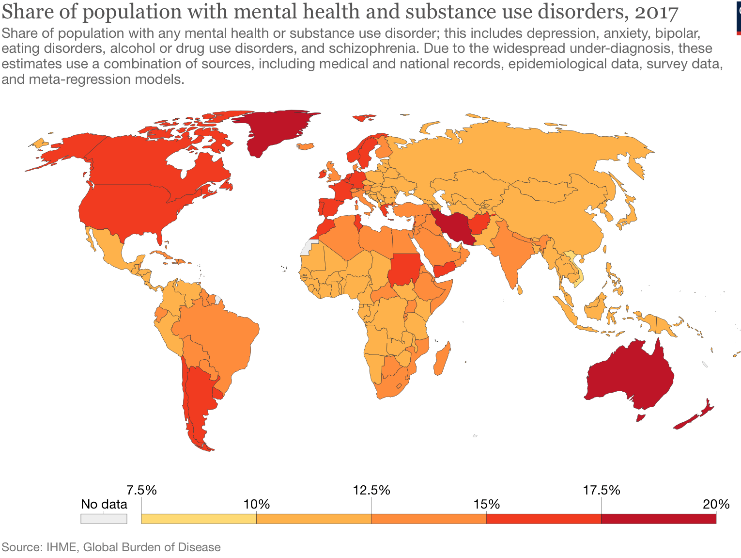 Share of population with mental health and substance use disorders, 2017
Share of population with any mental health or substance use disorder; this includes depression, anxiety, bipolar,
eating disorders, alcohol or drug use disorders, and schizophrenia. Due to the widespread under-diagnosis, these
estimates use a combination of sources, including medical and national records, epidemiological data, survey data,
and meta-regression models.
7.5% 12.5% 17.5%
No data 10% 15% 20%
Source: IHME, Global Burden of Disease